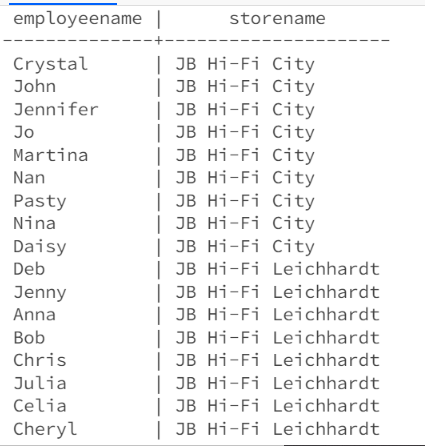 employeename | storename
--------------+---------------------
Crystal | JB Hi-Fi City
John | JB Hi-Fi City
Jennifer | JB Hi-Fi City
Jo | JB Hi-Fi City
Martina | JB Hi-Fi City
Nan | JB Hi-Fi City
Pasty | JB Hi-Fi City
Nina | JB Hi-Fi City
Daisy | JB Hi-Fi City
Deb | JB Hi-Fi Leichhardt
Jenny | JB Hi-Fi Leichhardt
Anna | JB Hi-Fi Leichhardt
Bob | JB Hi-Fi Leichhardt
Chris | JB Hi-Fi Leichhardt
Julia | JB Hi-Fi Leichhardt
Celia | JB Hi-Fi Leichhardt
Cheryl | JB Hi-Fi Leichhardt